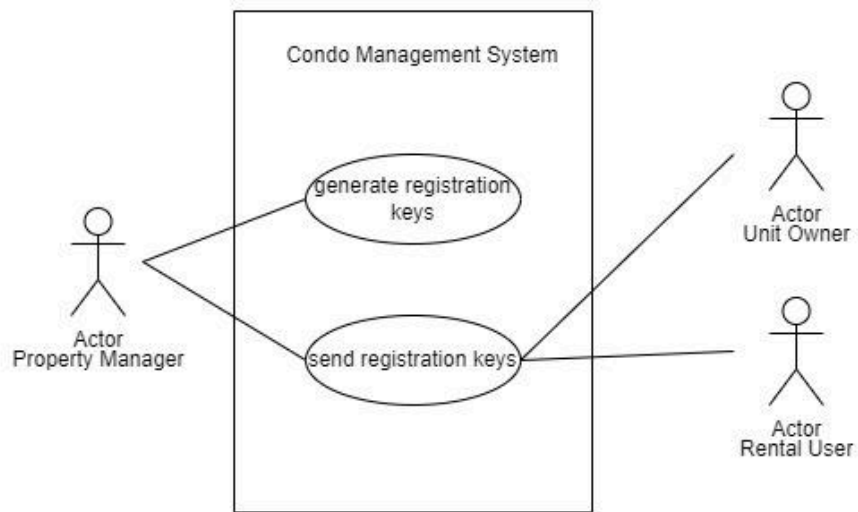 Condo Management System
generate registration
keys
send registration keys
Actor
Property Manager
Actor
Unit Owner
Actor
Rental User